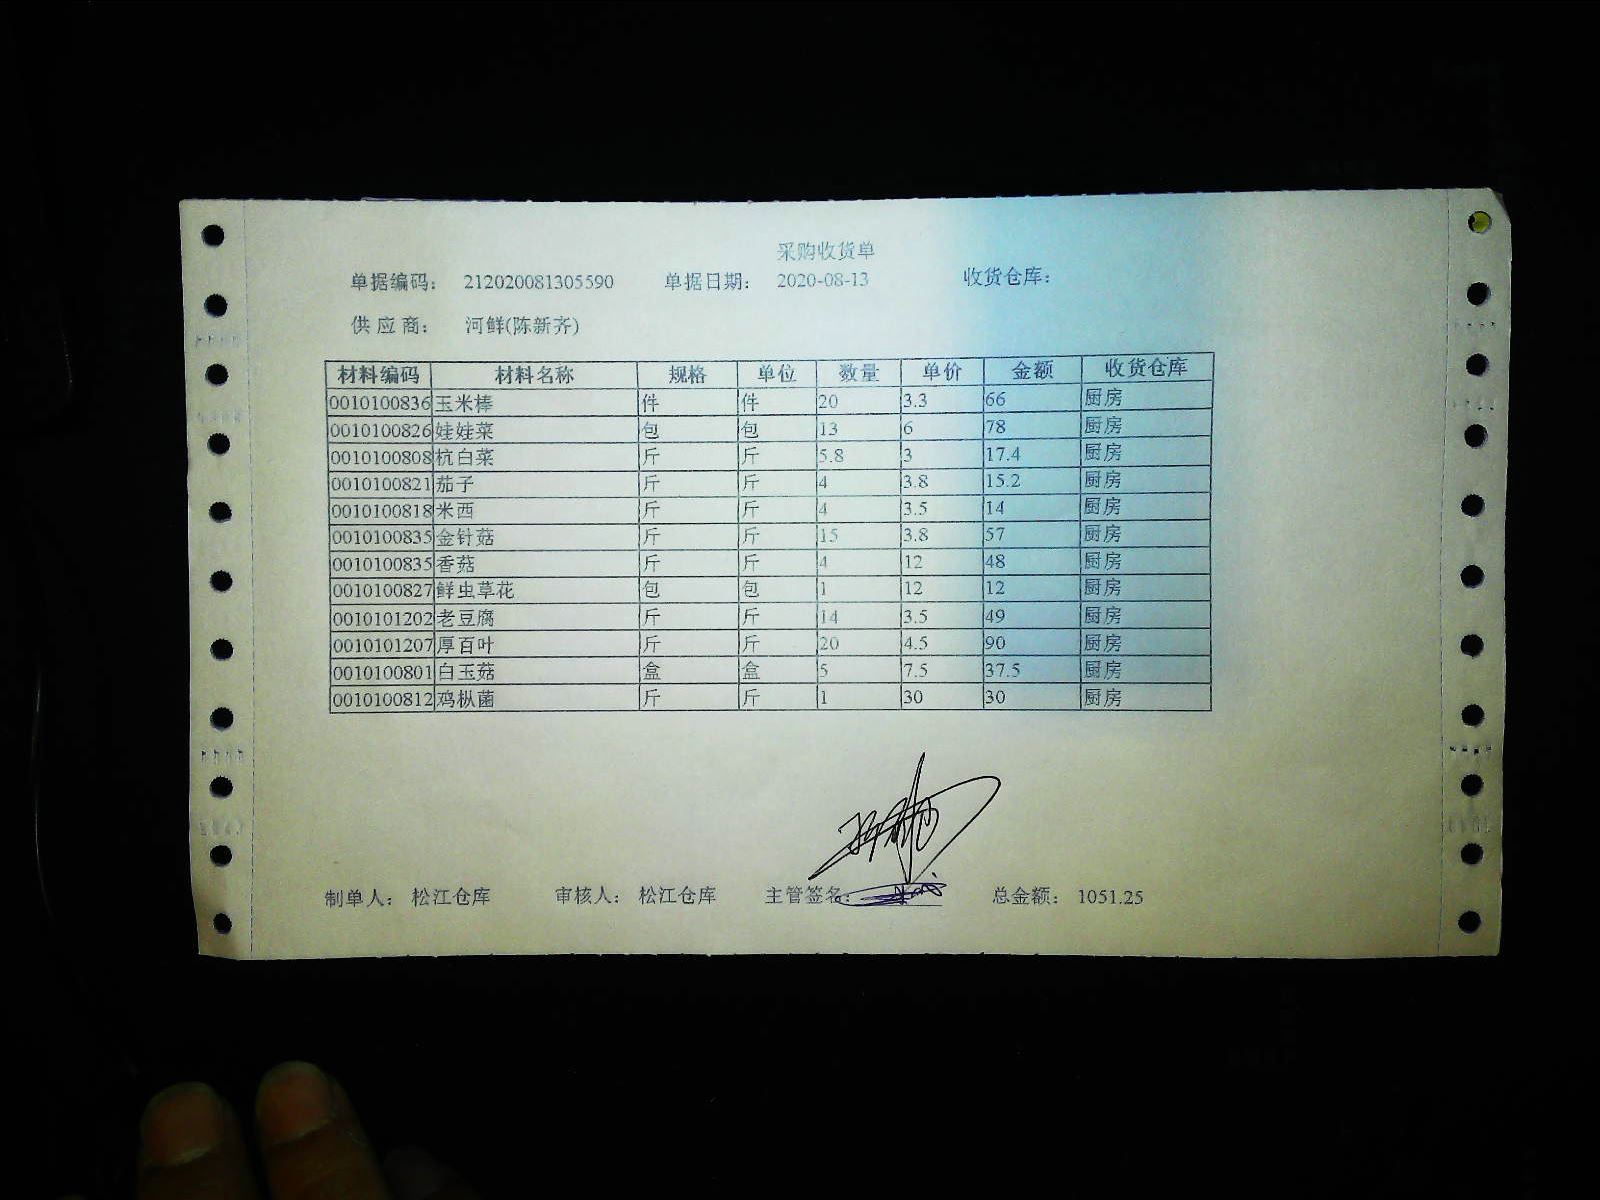 采购收货单
单据编码： 212020081305590 单据日期： 2020-08-13 收货仓库：
供 应 商： 河鲜(陈新齐)
材料编码 材料名称 规格 单位 数量 单价 金额 收货仓库
0010100836 玉米棒 件 件 20 3.3 66 厨房
0010100826 娃娃菜 包 包 13 6 78 厨房
0010100808 杭白菜 斤 斤 5.8 3 17.4 厨房
0010100821 茄子 斤 斤 4 3.8 15.2 厨房
0010100818 米西 斤 斤 4 3.5 14 厨房
0010100835 金针菇 斤 斤 15 3.8 57 厨房
0010100835 香菇 斤 斤 4 12 48 厨房
0010100827 鲜虫草花 包 包 1 12 12 厨房
0010101202 老豆腐 斤 斤 14 3.5 49 厨房
0010101207 厚百叶 斤 斤 20 4.5 90 厨房
0010100801 白玉菇 盒 盒 5 7.5 37.5 厨房
0010100812 鸡枞菌 斤 斤 1 30 30 厨房
制单人： 松江仓库 审核人： 松江仓库 主管签名： 总金额： 1051.25